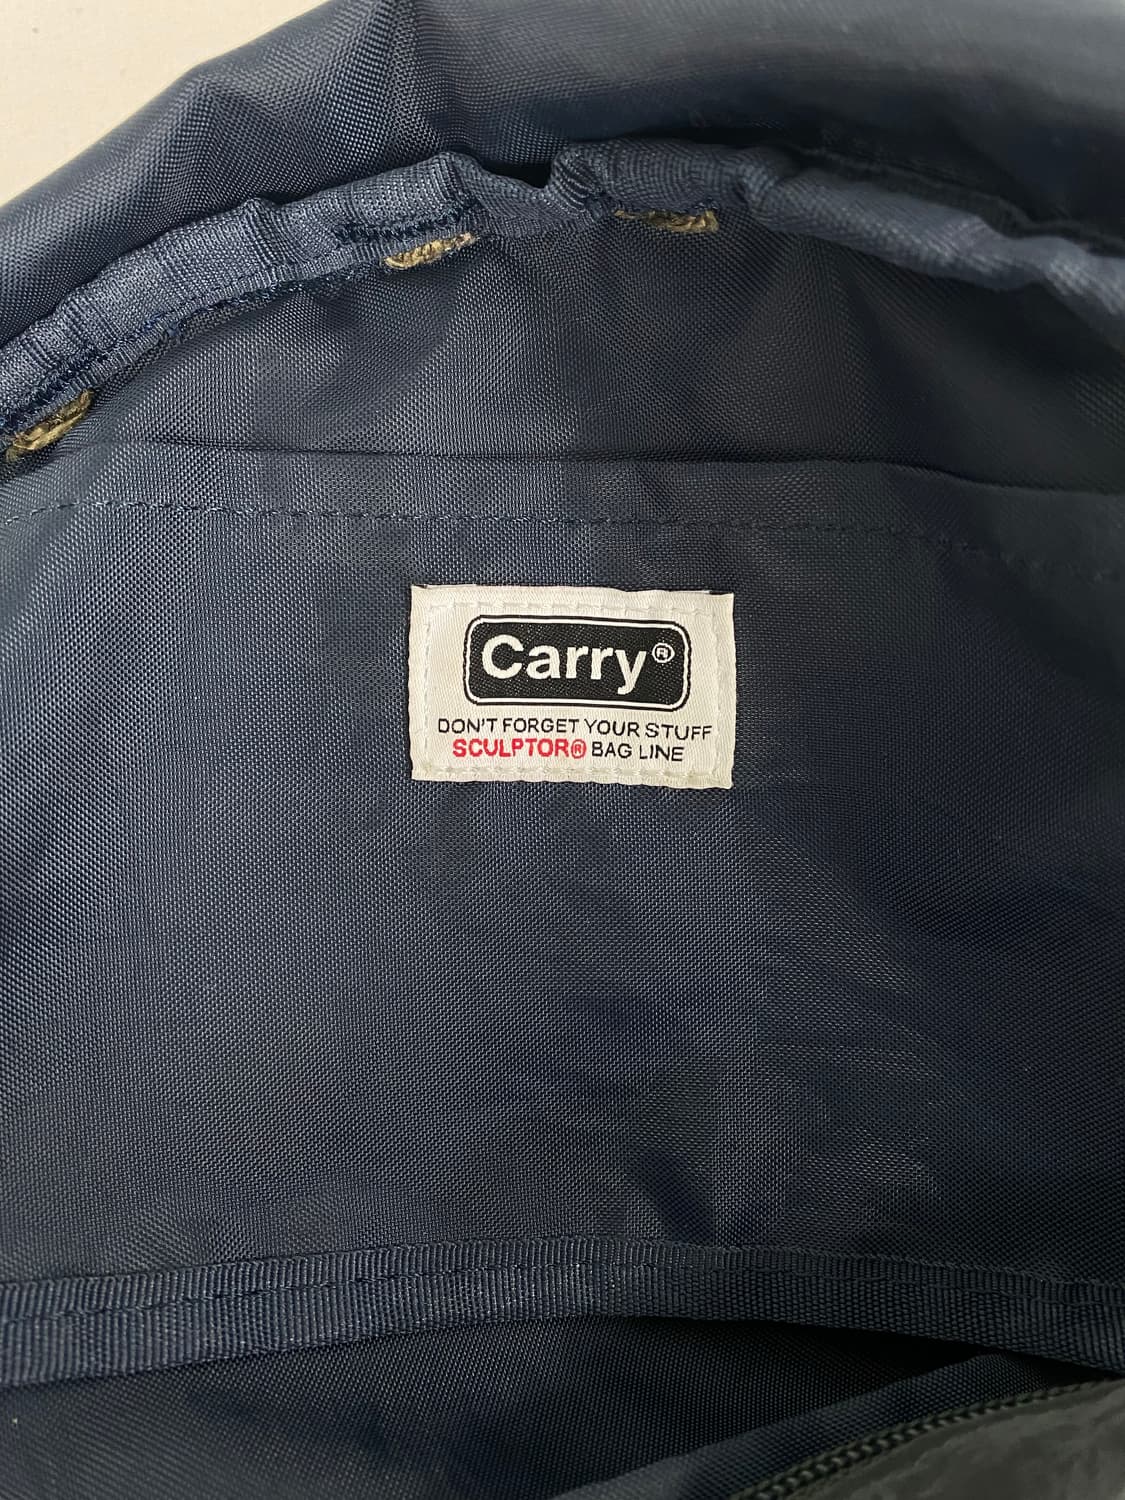 Carry®
DON'T FORGET YOUR STUFF
SCULPTOR® BAG LINE